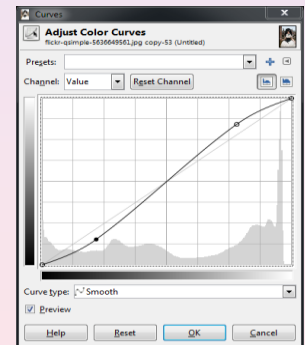 Curves
Adjust Color Curves
flickr-qsimple-5636649561.jpg copy-53 (Untitled)
Presets:
Channel: Value Reset Channel
Curve type: Smooth
Preview
Help Reset OK Cancel